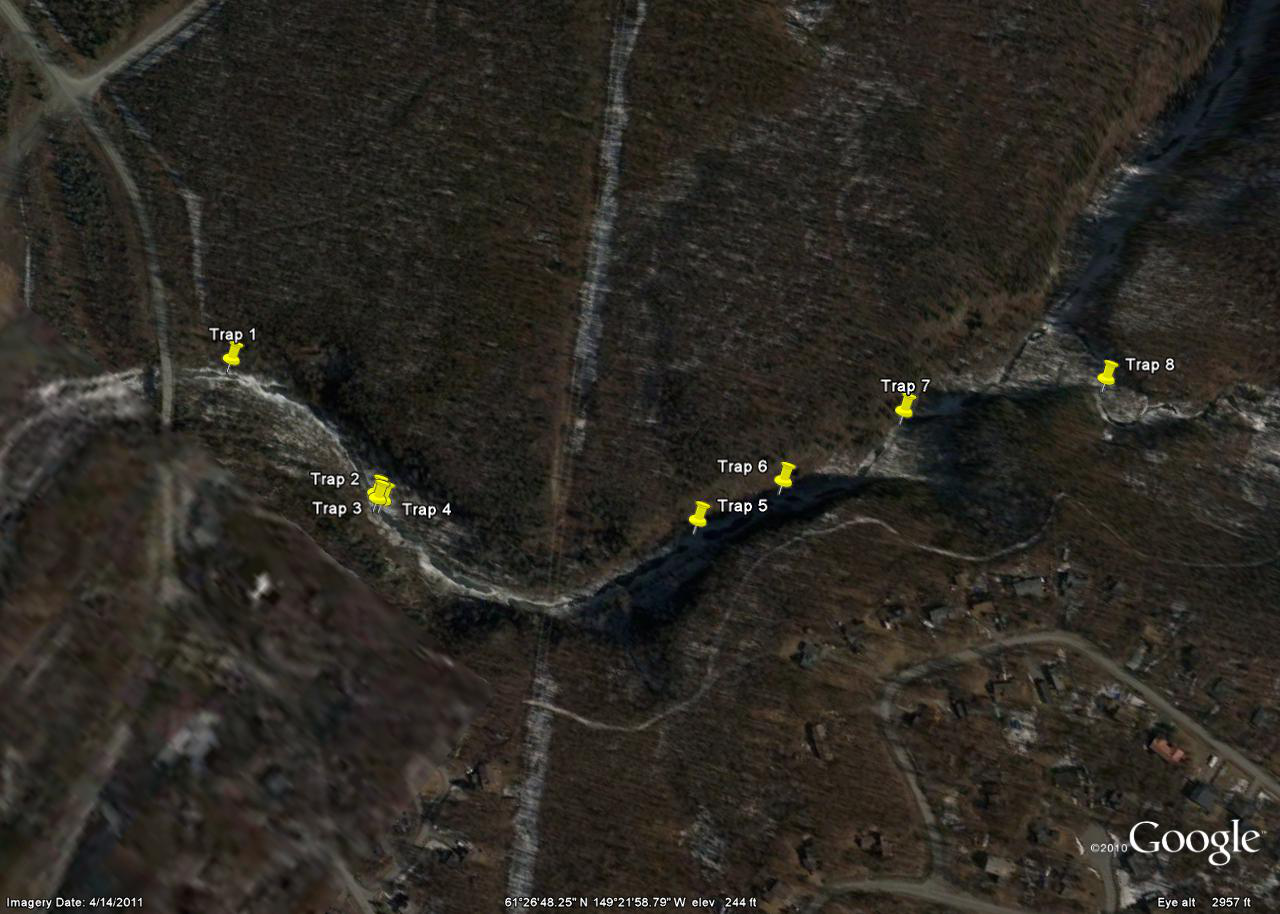 Trap 1
Trap 8
Trap 7
Trap 6
Trap 2
Trap 5
Trap 3
Trap 4
©2010 Google™
Imagery Date: 4/14/2011
61°26'48.25" N 149°21'58.79" W elev 244 ft
Eye alt 2957 ft